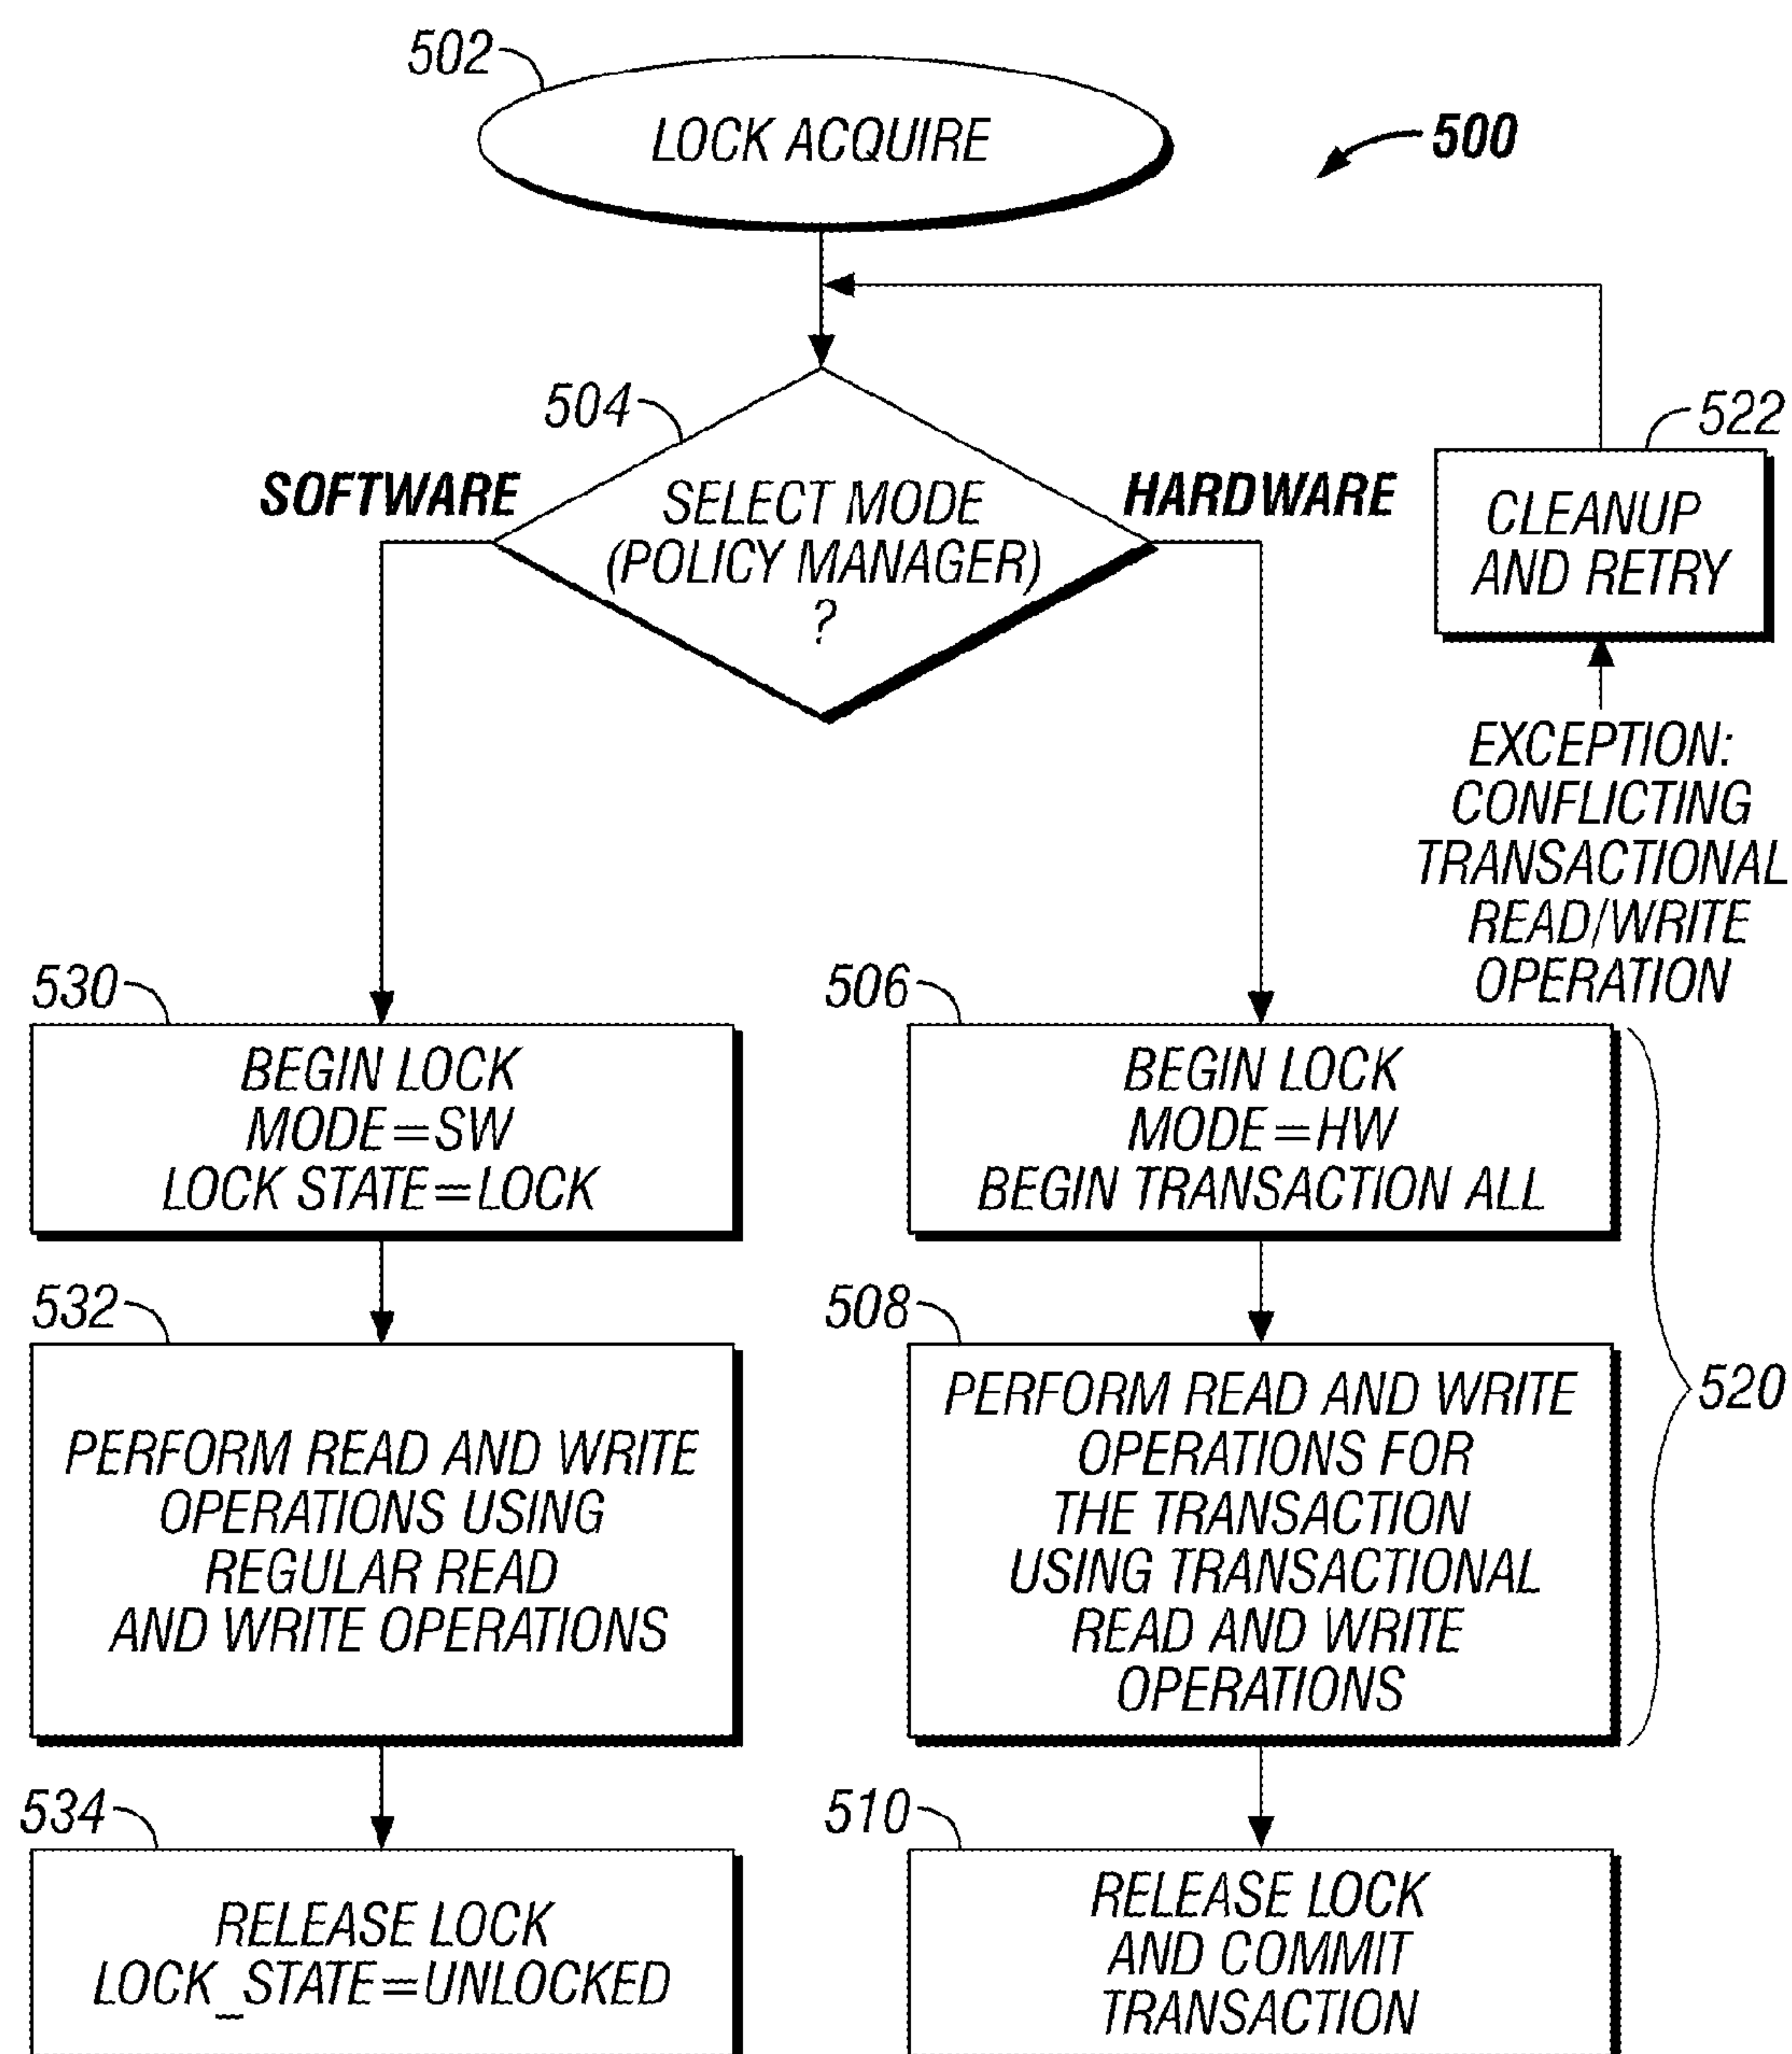 502
LOCK ACQUIRE
500
504
SOFTWARE
SELECT MODE
(POLICY MANAGER)
?
HARDWARE
522
CLEANUP
AND RETRY
EXCEPTION:
CONFLICTING
TRANSACTIONAL
READ/WRITE
OPERATION
530
BEGIN LOCK
MODE=SW
LOCK STATE=LOCK
506
BEGIN LOCK
MODE=HW
BEGIN TRANSACTION ALL
520
532
PERFORM READ AND WRITE
OPERATIONS USING
REGULAR READ
AND WRITE OPERATIONS
508
PERFORM READ AND WRITE
OPERATIONS FOR
THE TRANSACTION
USING TRANSACTIONAL
READ AND WRITE
OPERATIONS
534
RELEASE LOCK
LOCK_STATE=UNLOCKED
510
RELEASE LOCK
AND COMMIT
TRANSACTION